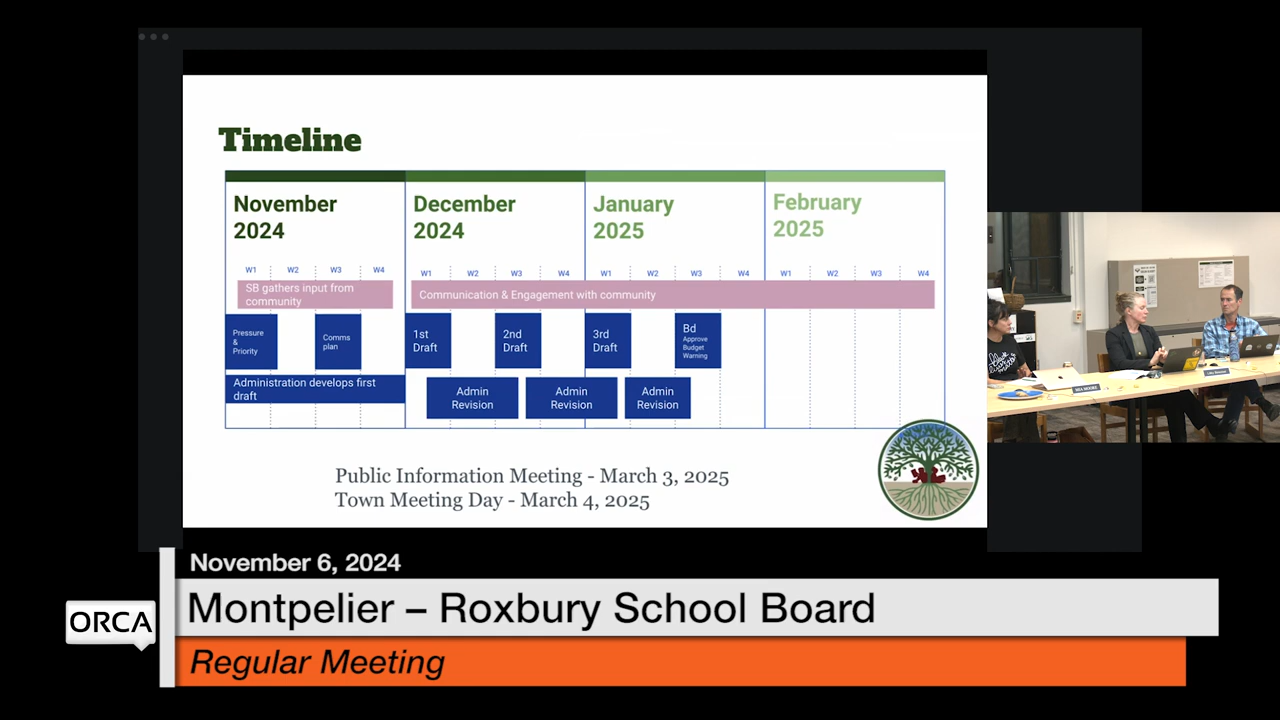 Timeline
November
2024
December
2024
January
2025
February
2025
W1 W2 W3 W4
W1 W2 W3 W4
W1 W2 W3 W4
W1 W2 W3 W4
SB gathers input from
community
Communication & Engagement with community
Pressure
&
Priority
Comms
plan
1st
Draft
2nd
Draft
3rd
Draft
Bd
Approve
Budget
Warning
Administration develops first
draft
Admin
Revision
Admin
Revision
Admin
Revision
Public Information Meeting - March 3, 2025
Town Meeting Day - March 4, 2025
November 6, 2024
ORCA
Montpelier – Roxbury School Board
Regular Meeting